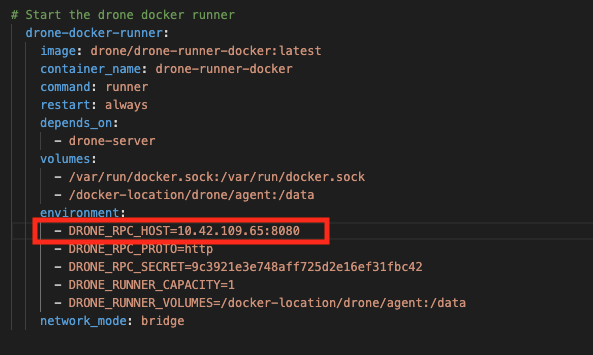 # Start the drone docker runner
drone-docker-runner:
image: drone/drone-runner-docker:latest
container_name: drone-runner-docker
command: runner
restart: always
depends_on:
- drone-server
volumes:
- /var/run/docker.sock:/var/run/docker.sock
- /docker-location/drone/agent:/data
environment:
- DRONE_RPC_HOST=10.42.109.65:8080
- DRONE_RPC_PROTO=http
- DRONE_RPC_SECRET=9c3921e3e748aff725d2e16ef31fbc42
- DRONE_RUNNER_CAPACITY=1
- DRONE_RUNNER_VOLUMES=/docker-location/drone/agent:/data
network_mode: bridge